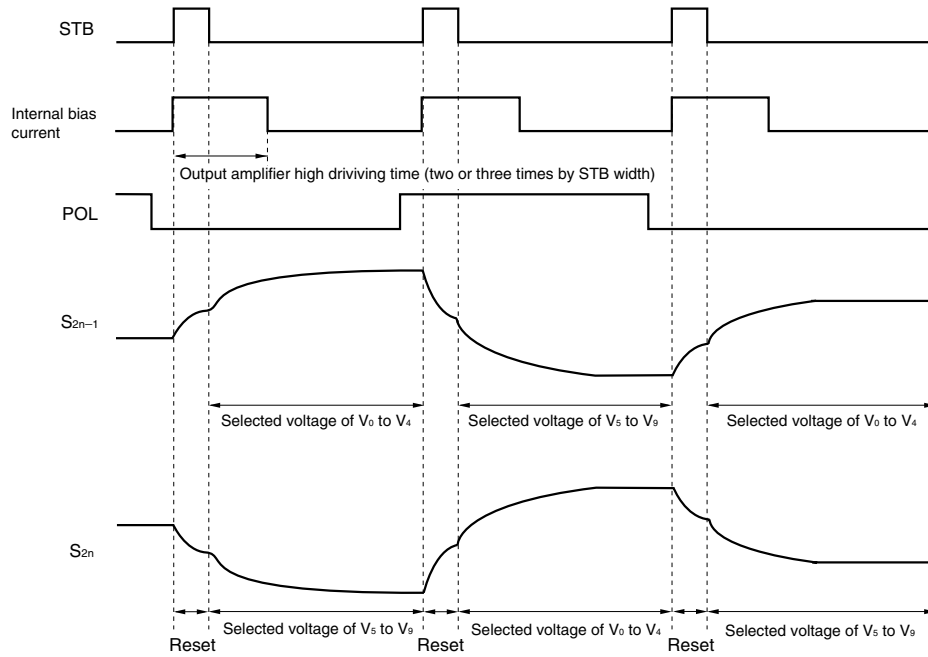 STB
Internal bias
current
Output amplifier high driviving time (two or three times by STB width)
POL
S2n−1
Selected voltage of V0 to V4
Selected voltage of V5 to V9
Selected voltage of V0 to V4
S2n
Selected voltage of V5 to V9
Selected voltage of V0 to V4
Selected voltage of V5 to V9
Reset
Reset
Reset